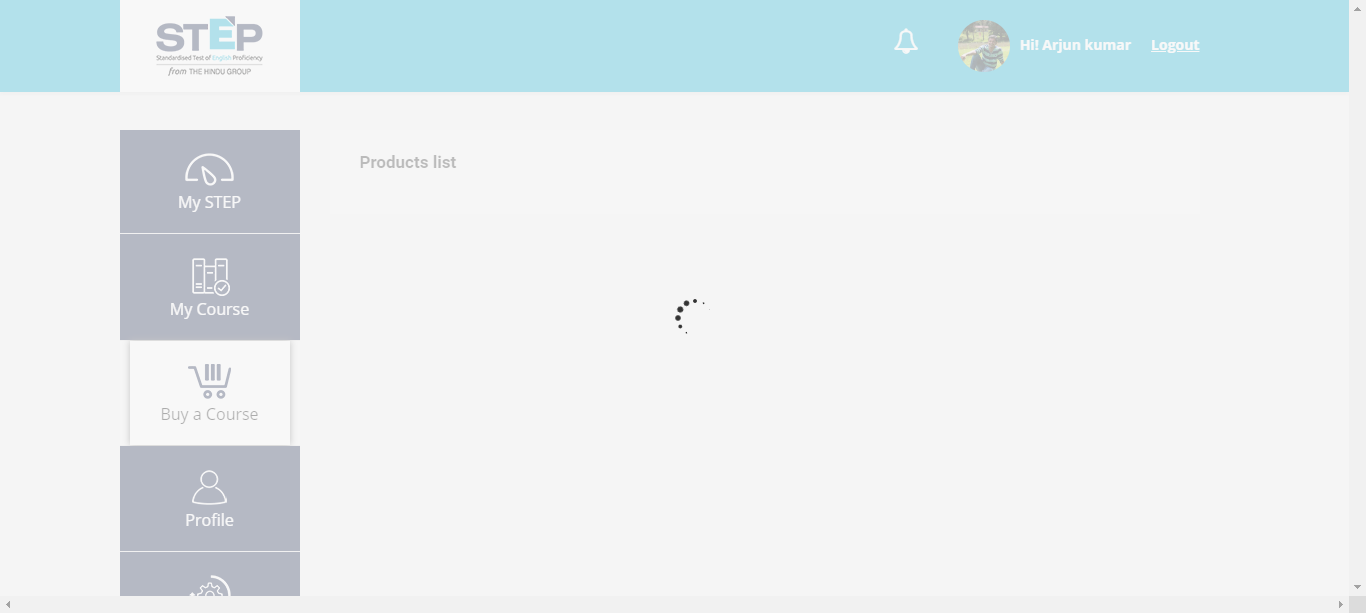 STEP
Standardised Test of English Proficiency
from THE HINDU GROUP
Hi! Arjun kumar
Logout
My STEP
My Course
Buy a Course
Profile
Products list